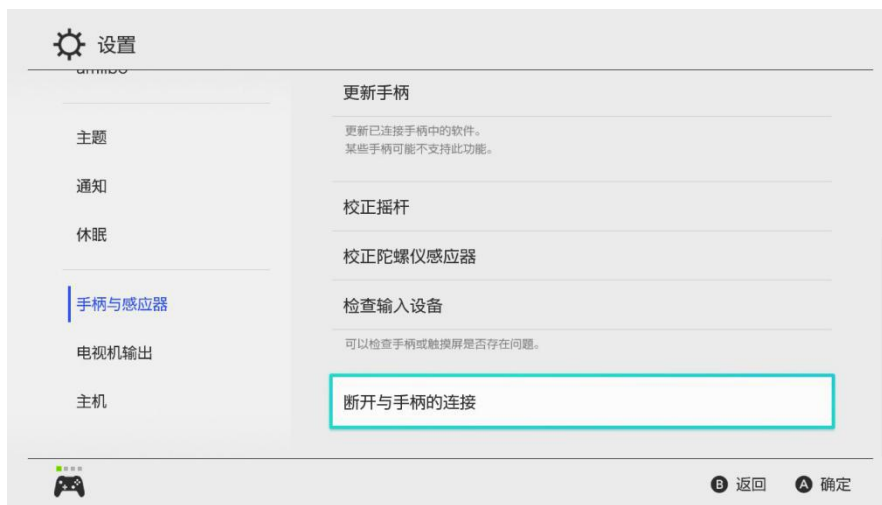 设置
主题
通知
休眠
手柄与感应器
电视机输出
主机
更新手柄
更新已连接手柄中的软件。
某些手柄可能不支持此功能。
校正摇杆
校正陀螺仪感应器
检查输入设备
可以检查手柄或触摸屏是否存在问题。
断开与手柄的连接
B 返回 A 确定